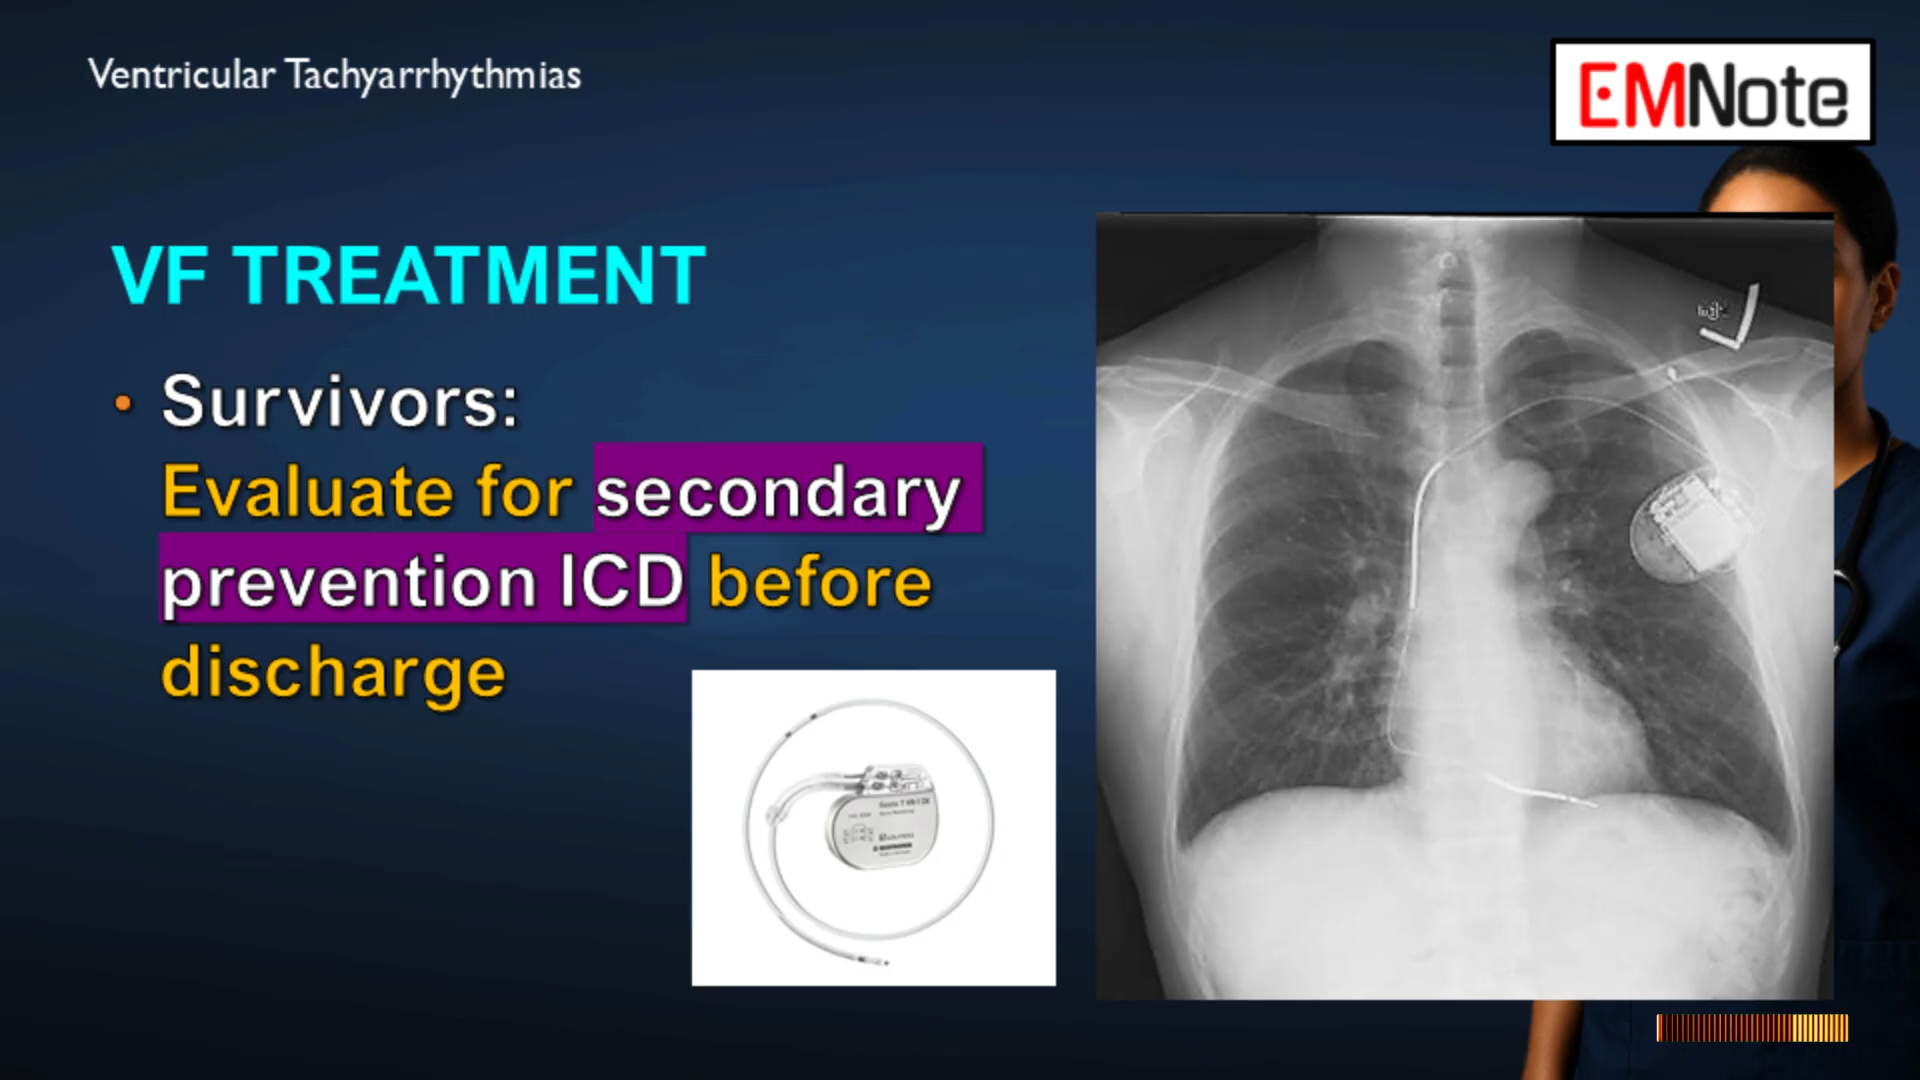 Ventricular Tachyarrhythmias
EMNote
VF TREATMENT
• Survivors:
Evaluate for secondary
prevention ICD before
discharge